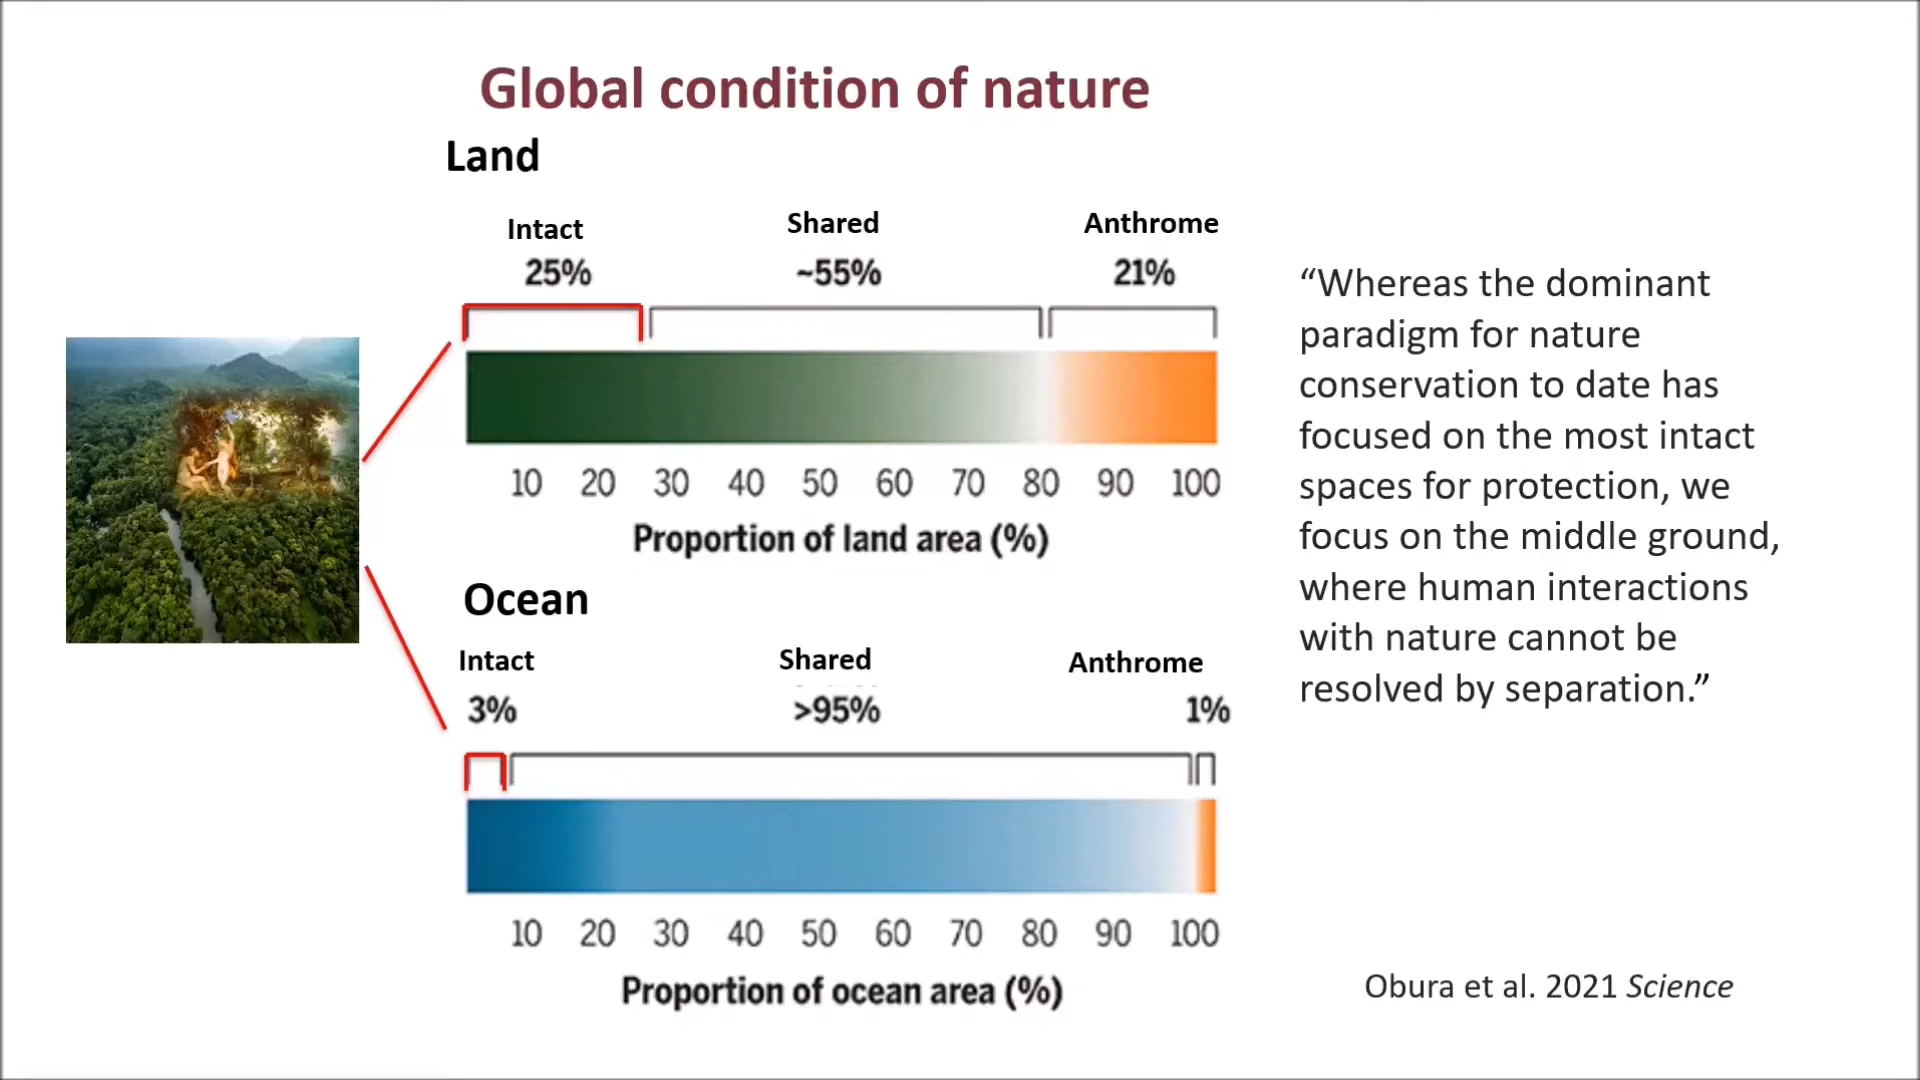 Global condition of nature
Land
Intact Shared Anthrome
25% ~55% 21%
10 20 30 40 50 60 70 80 90 100
Proportion of land area (%)
Ocean
Intact Shared Anthrome
3% >95% 1%
10 20 30 40 50 60 70 80 90 100
Proportion of ocean area (%)
“Whereas the dominant
paradigm for nature
conservation to date has
focused on the most intact
spaces for protection, we
focus on the middle ground,
where human interactions
with nature cannot be
resolved by separation.”
Obura et al. 2021 Science